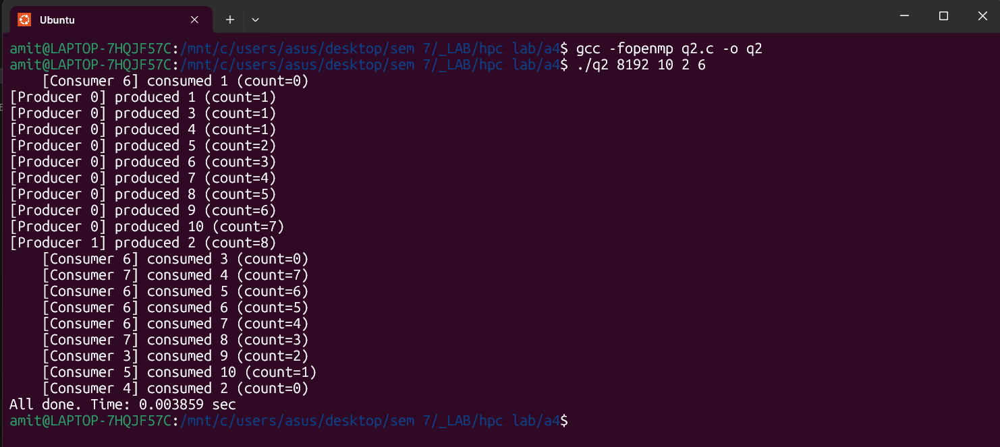 Ubuntu
amit@LAPTOP-7HQJF57C:/mnt/c/users/asus/desktop/sem 7/_LAB/hpc lab/a4$ gcc -fopenmp q2.c -o q2
amit@LAPTOP-7HQJF57C:/mnt/c/users/asus/desktop/sem 7/_LAB/hpc lab/a4$ ./q2 8192 10 2 6
    [Consumer 6] consumed 1 (count=0)
[Producer 0] produced 1 (count=1)
[Producer 0] produced 3 (count=1)
[Producer 0] produced 4 (count=1)
[Producer 0] produced 5 (count=2)
[Producer 0] produced 6 (count=3)
[Producer 0] produced 7 (count=4)
[Producer 0] produced 8 (count=5)
[Producer 0] produced 9 (count=6)
[Producer 0] produced 10 (count=7)
[Producer 1] produced 2 (count=8)
    [Consumer 6] consumed 3 (count=0)
    [Consumer 7] consumed 4 (count=7)
    [Consumer 6] consumed 5 (count=6)
    [Consumer 6] consumed 6 (count=5)
    [Consumer 6] consumed 7 (count=4)
    [Consumer 7] consumed 8 (count=3)
    [Consumer 3] consumed 9 (count=2)
    [Consumer 5] consumed 10 (count=1)
    [Consumer 4] consumed 2 (count=0)
All done. Time: 0.003859 sec
amit@LAPTOP-7HQJF57C:/mnt/c/users/asus/desktop/sem 7/_LAB/hpc lab/a4$